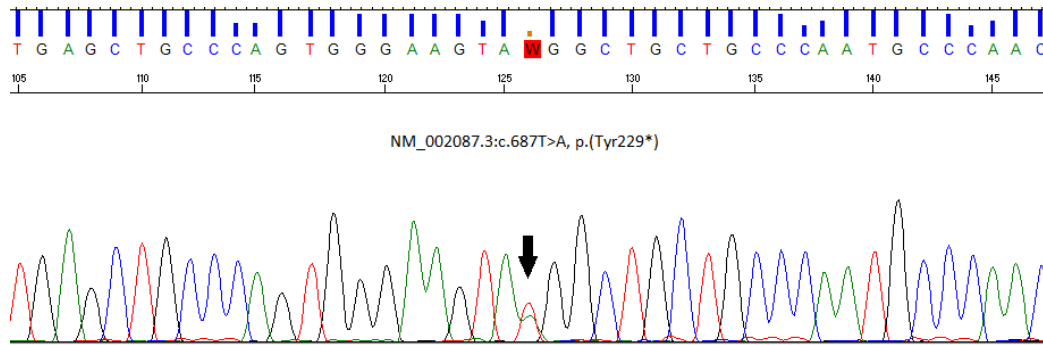 T G A G C T G C C C A G T G G G A A G T A W G G C T G C T G C C C A A T G C C C A A C
105 110 115 120 125 130 135 140 145
NM_002087.3:c.687T>A, p.(Tyr229*)